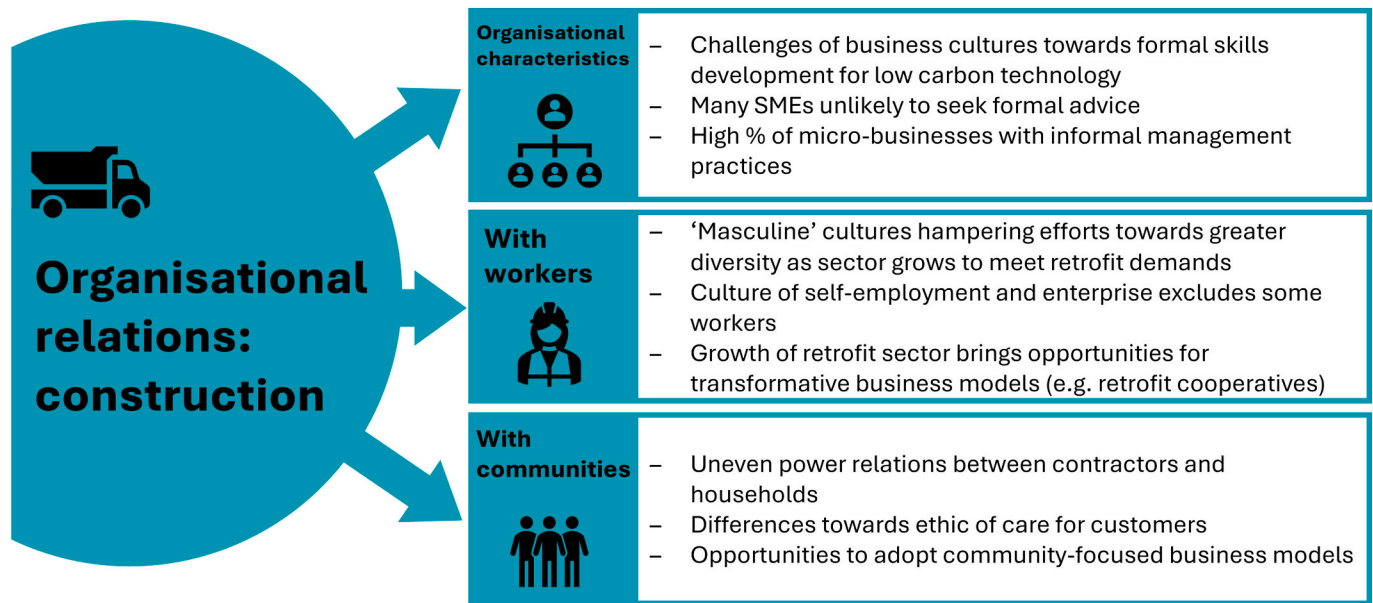 Organisational
relations:
construction
Organisational
characteristics
– Challenges of business cultures towards formal skills
development for low carbon technology
– Many SMEs unlikely to seek formal advice
– High % of micro-businesses with informal management
practices
With
workers
– ‘Masculine’ cultures hampering efforts towards greater
diversity as sector grows to meet retrofit demands
– Culture of self-employment and enterprise excludes some
workers
– Growth of retrofit sector brings opportunities for
transformative business models (e.g. retrofit cooperatives)
With
communities
– Uneven power relations between contractors and
households
– Differences towards ethic of care for customers
– Opportunities to adopt community-focused business models